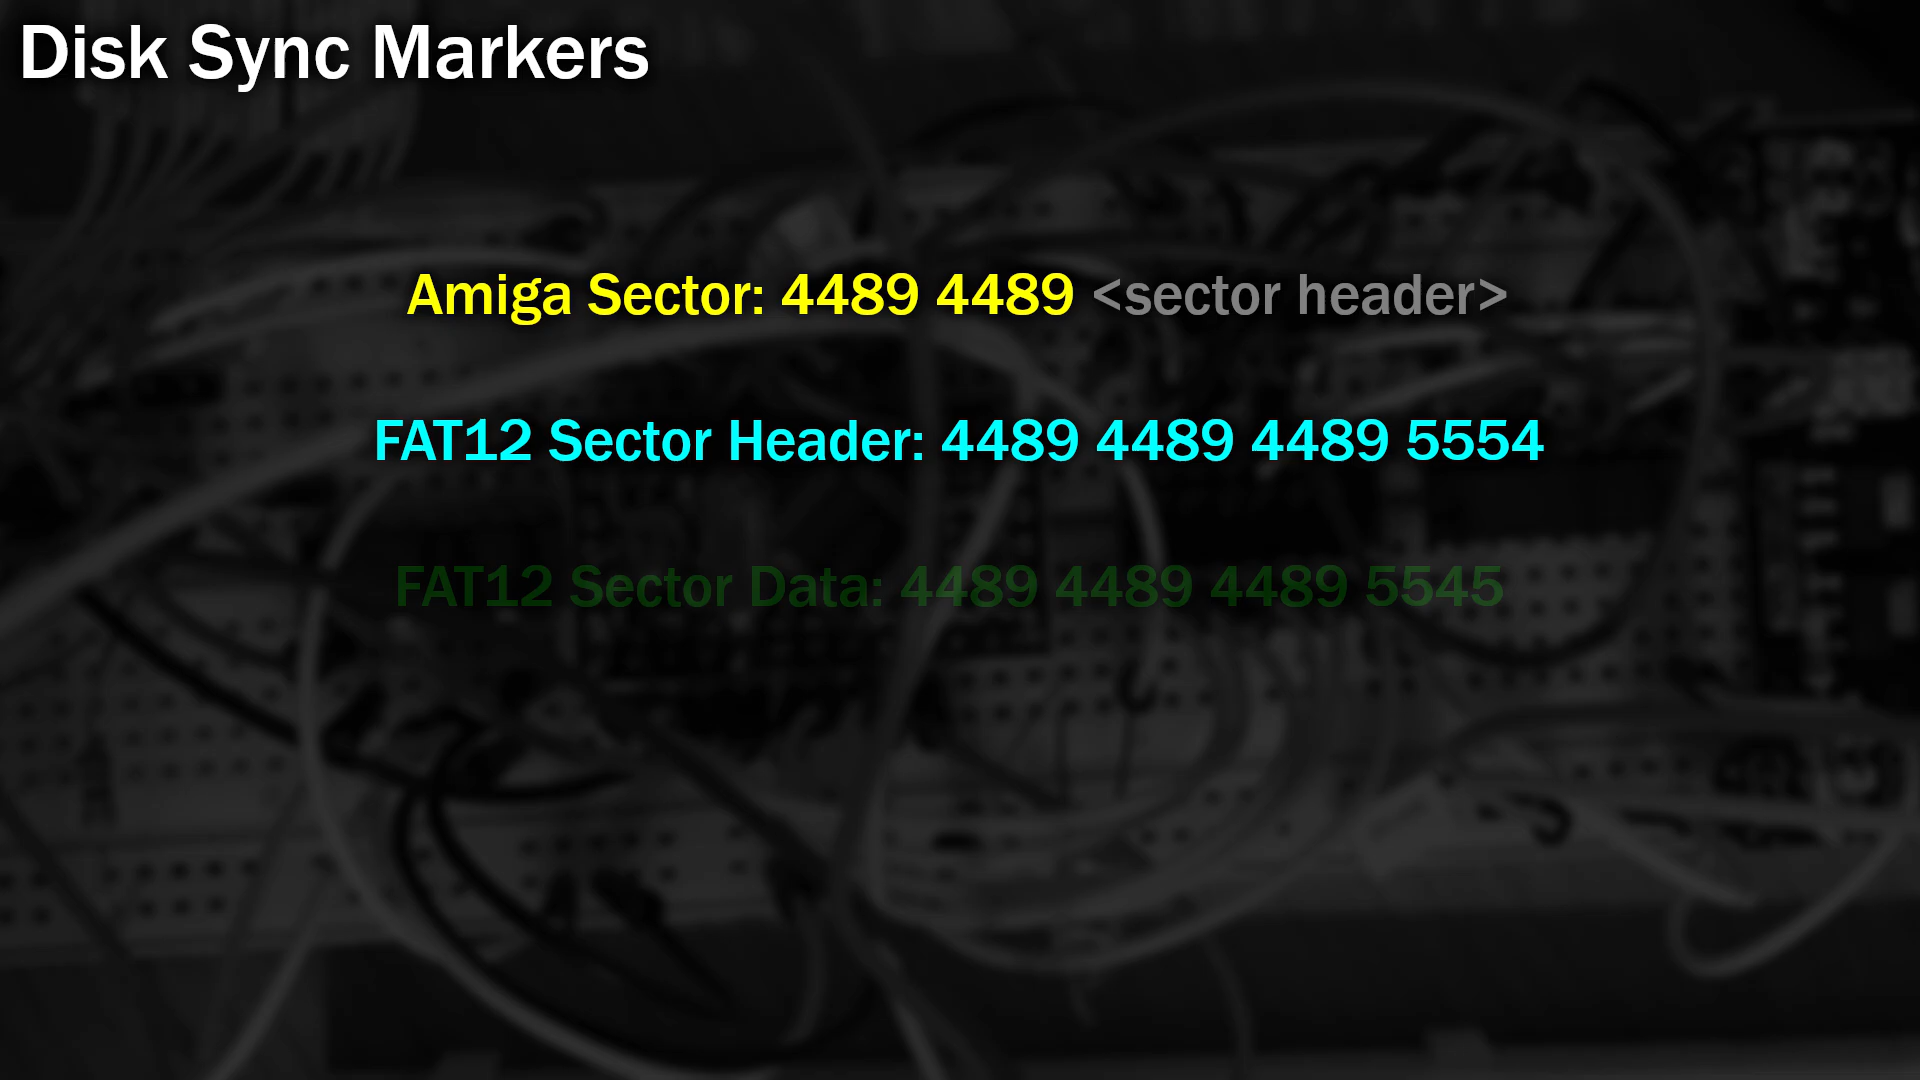 Disk Sync Markers
Amiga Sector: 4489 4489 <sector header>
FAT12 Sector Header: 4489 4489 4489 5554
FAT12 Sector Data: 4489 4489 4489 5545